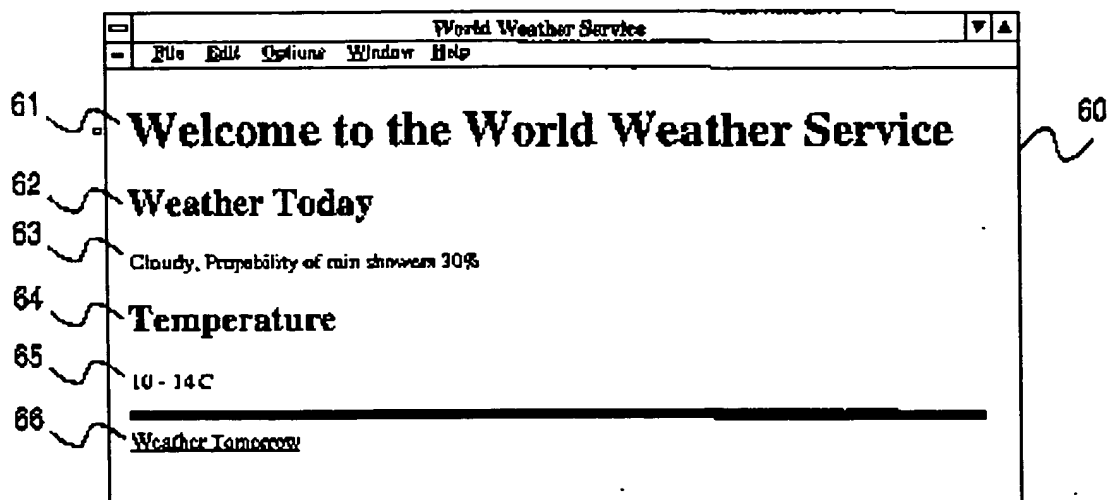 World Weather Service
File Edit Options Window Help
61
Welcome to the World Weather Service
60
62
Weather Today
63
Cloudy, Propability of rain showers 30%
64
Temperature
65
10 - 14 C
66
Weather Tomorrow